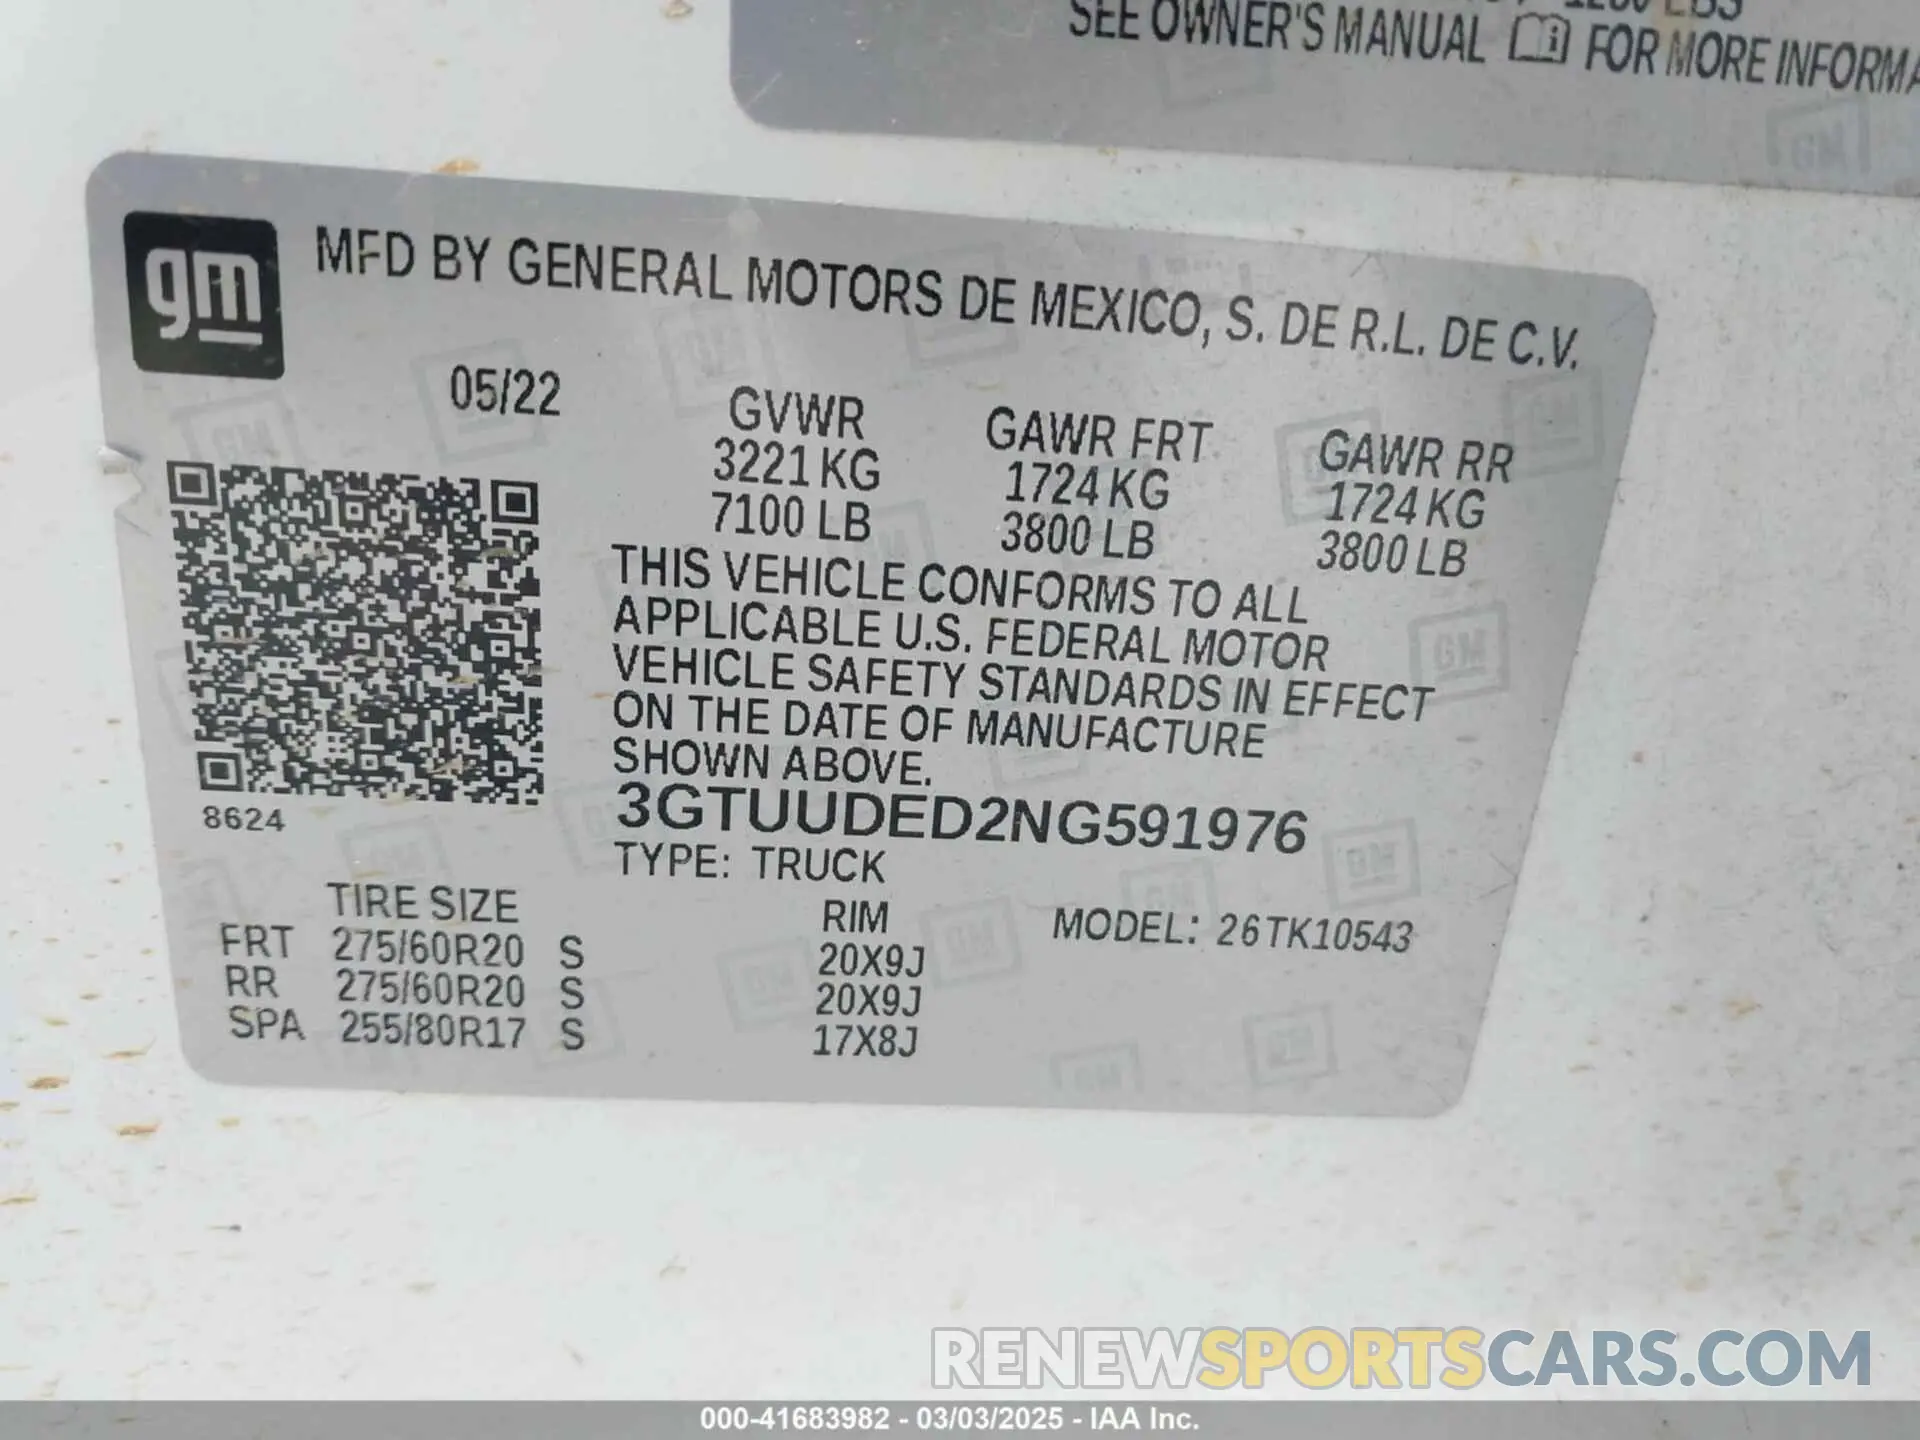 LBS
SEE OWNER'S MANUAL FOR MORE
gm
MFD BY GENERAL MOTORS DE MEXICO, S. DE R.L. DE C.V.
05/22
GVWR GAWR FRT GAWR RR
3221 KG 1724 KG 1724 KG
7100 LB 3800 LB 3800 LB
THIS VEHICLE CONFORMS TO ALL
APPLICABLE U.S. FEDERAL MOTOR
VEHICLE SAFETY STANDARDS IN EFFECT
ON THE DATE OF MANUFACTURE
SHOWN ABOVE.
3GTUUDED2NG591976
8624
TYPE: TRUCK
TIRE SIZE RIM MODEL: 26TK10543
FRT 275/60R20 S 20X9J
RR 275/60R20 S 20X9J
SPA 255/80R17 S 17X8J
GM
RENEWSPORTSCARS.COM
000-41683982 - 03/03/2025 - IAA Inc.